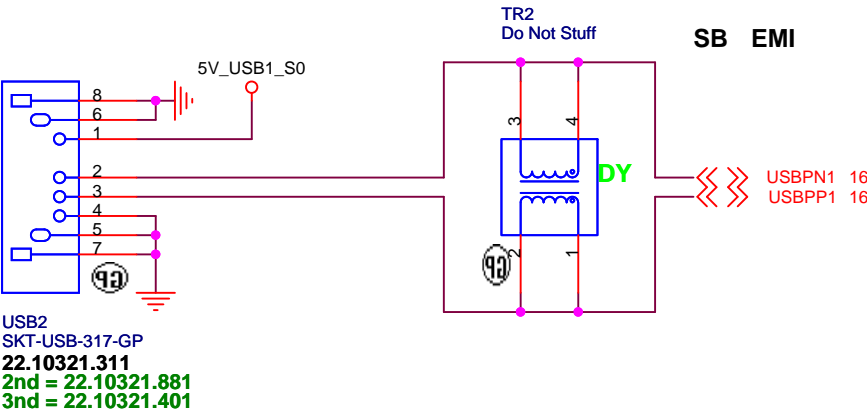 TR2
Do Not Stuff
SB EMI
5V_USB1_S0
8
6
1
2
3
4
5
7
3
4
DY
2
1
USBPN1 16
USBPP1 16
GP
GP
USB2
SKT-USB-317-GP
22.10321.311
2nd = 22.10321.881
3nd = 22.10321.401